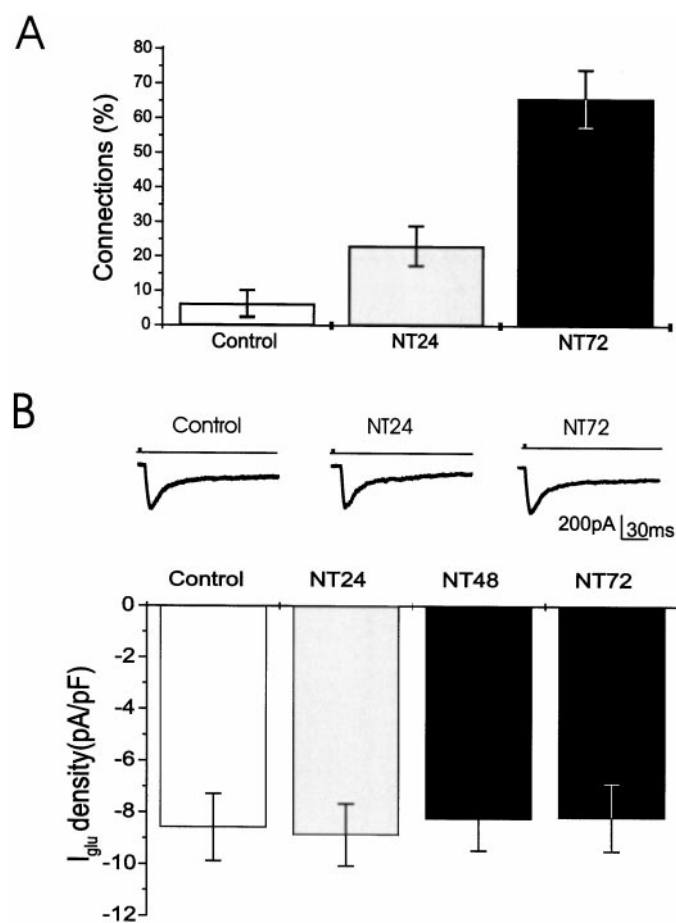 A
Connections (%)
80
70
60
50
40
30
20
10
0
Control NT24 NT72
B
Control NT24 NT72
200pA 30ms
Control NT24 NT48 NT72
I glu density(pA/pF)
0
-2
-4
-6
-8
-10
-12